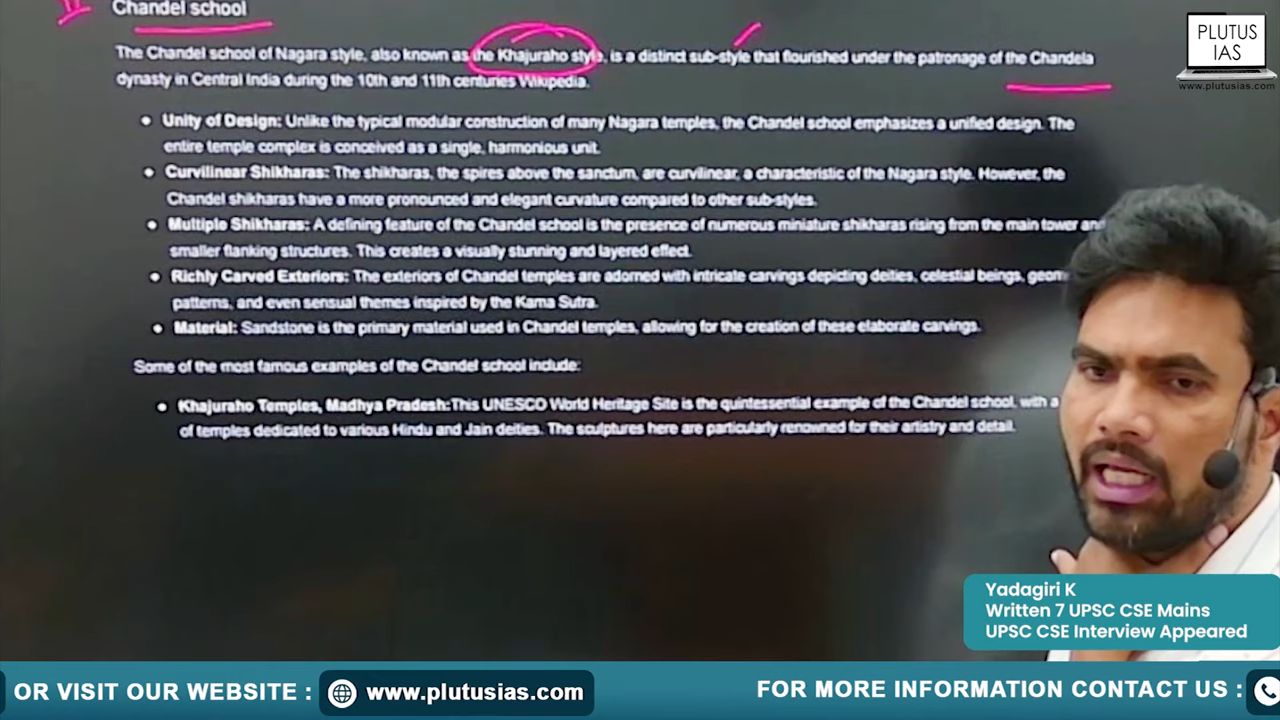 II
Chandel school
PLUTUS
IAS
www.plutusias.com
The Chandel school of Nagara style, also known as the Khajuraho style, is a distinct sub-style that flourished under the patronage of the Chandela
dynasty in Central India during the 10th and 11th centuries Wikipedia.
• Unity of Design: Unlike the typical modular construction of many Nagara temples, the Chandel school emphasizes a unified design. The
entire temple complex is conceived as a single, harmonious unit.
• Curvilinear Shikharas: The shikharas, the spires above the sanctum, are curvilinear, a characteristic of the Nagara style. However, the
Chandel shikharas have a more pronounced and elegant curvature compared to other sub-styles.
• Multiple Shikharas: A defining feature of the Chandel school is the presence of numerous miniature shikharas rising from the main tower and
smaller flanking structures. This creates a visually stunning and layered effect.
• Richly Carved Exteriors: The exteriors of Chandel temples are adorned with intricate carvings depicting deities, celestial beings,
patterns, and even sensual themes inspired by the Kama Sutra.
• Material: Sandstone is the primary material used in Chandel temples, allowing for the creation of these elaborate carvings.
Some of the most famous examples of the Chandel school include:
• Khajuraho Temples, Madhya Pradesh:This UNESCO World Heritage Site is the quintessential example of the Chandel school, with a
of temples dedicated to various Hindu and Jain deities. The sculptures here are particularly renowned for their artistry and detail.
Yadagiri K
Written 7 UPSC CSE Mains
UPSC CSE Interview Appeared
OR VISIT OUR WEBSITE : www.plutusias.com FOR MORE INFORMATION CONTACT US :